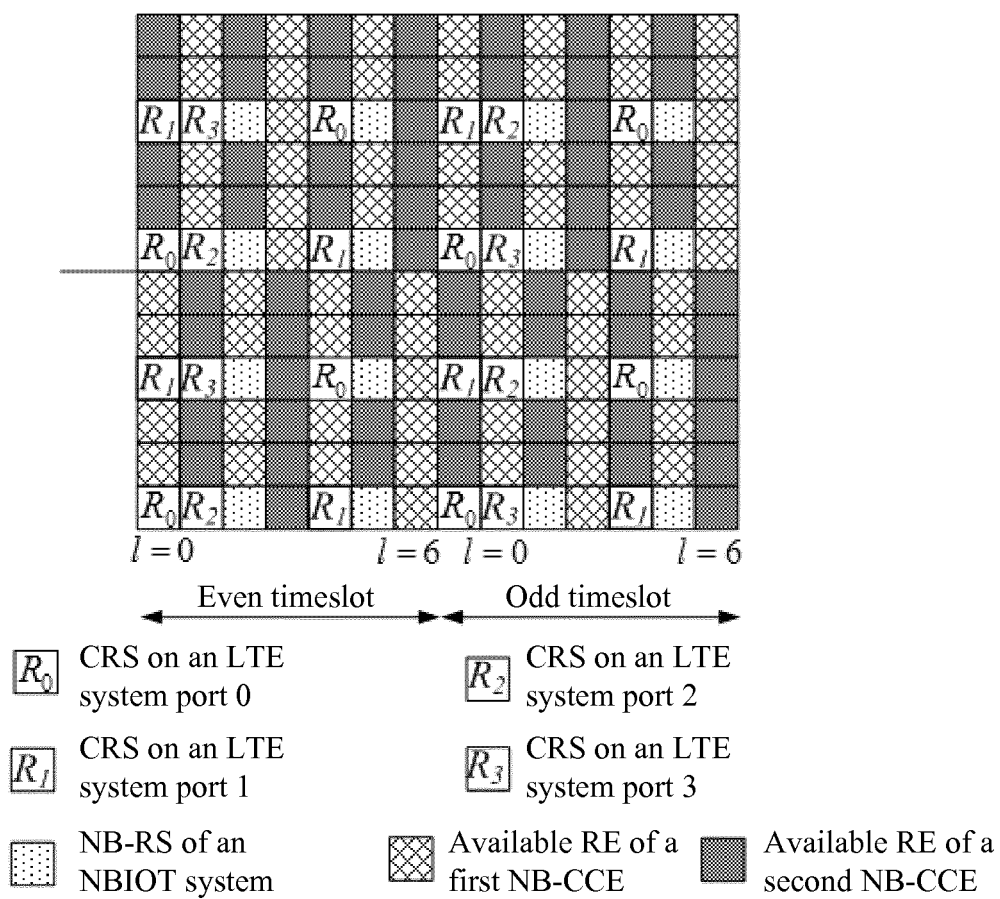 R1 R3 R0 R1 R2 R0
R0 R2 R1 R0 R3 R1
R1 R3 R0 R1 R2 R0
R0 R2 R1 R0 R3 R1
l = 0 l = 6 l = 0 l = 6
Even timeslot Odd timeslot
R0 CRS on an LTE system port 0
R2 CRS on an LTE system port 2
R1 CRS on an LTE system port 1
R3 CRS on an LTE system port 3
NB-RS of an NBIOT system
Available RE of a first NB-CCE
Available RE of a second NB-CCE